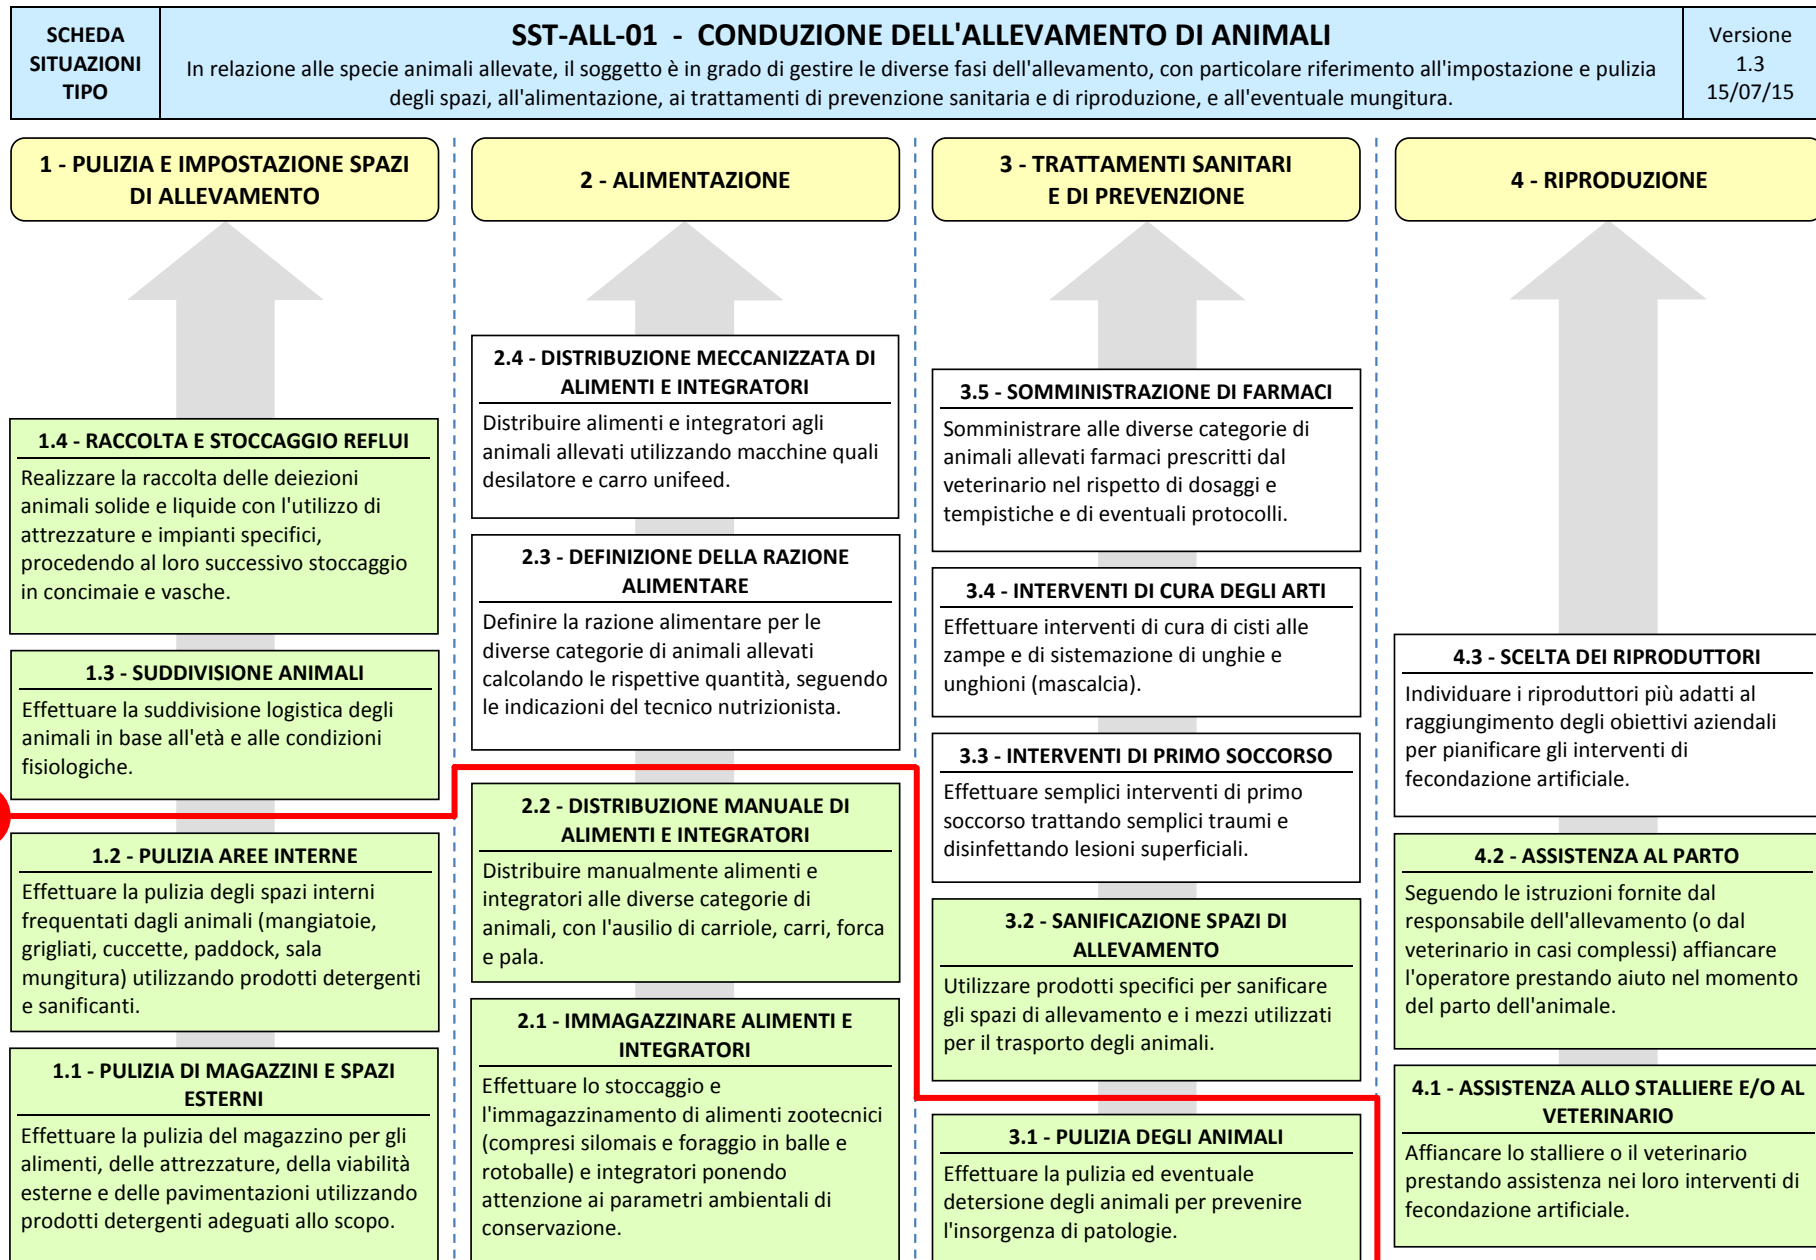 SCHEDA
SITUAZIONI
TIPO
SST-ALL-01 - CONDUZIONE DELL'ALLEVAMENTO DI ANIMALI
In relazione alle specie animali allevate, il soggetto è in grado di gestire le diverse fasi dell'allevamento, con particolare riferimento all'impostazione e pulizia
degli spazi, all'alimentazione, ai trattamenti di prevenzione sanitaria e di riproduzione, e all'eventuale mungitura.
Versione
1.3
15/07/15
1 - PULIZIA E IMPOSTAZIONE SPAZI
DI ALLEVAMENTO
1.4 - RACCOLTA E STOCCAGGIO REFLUI
Realizzare la raccolta delle deiezioni
animali solide e liquide con l'utilizzo di
attrezzature e impianti specifici,
procedendo al loro successivo stoccaggio
in concimaie e vasche.
1.3 - SUDDIVISIONE ANIMALI
Effettuare la suddivisione logistica degli
animali in base all'età e alle condizioni
fisiologiche.
1.2 - PULIZIA AREE INTERNE
Effettuare la pulizia degli spazi interni
frequentati dagli animali (mangiatoie,
grigliati, cuccette, paddock, sala
mungitura) utilizzando prodotti detergenti
e sanificanti.
1.1 - PULIZIA DI MAGAZZINI E SPAZI
ESTERNI
Effettuare la pulizia del magazzino per gli
alimenti, delle attrezzature, della viabilità
esterne e delle pavimentazioni utilizzando
prodotti detergenti adeguati allo scopo.
2 - ALIMENTAZIONE
2.4 - DISTRIBUZIONE MECCANIZZATA DI
ALIMENTI E INTEGRATORI
Distribuire alimenti e integratori agli
animali allevati utilizzando macchine quali
desilatore e carro unifeed.
2.3 - DEFINIZIONE DELLA RAZIONE
ALIMENTARE
Definire la razione alimentare per le
diverse categorie di animali allevati
calcolando le rispettive quantità, seguendo
le indicazioni del tecnico nutrizionista.
2.2 - DISTRIBUZIONE MANUALE DI
ALIMENTI E INTEGRATORI
Distribuire manualmente alimenti e
integratori alle diverse categorie di
animali, con l'ausilio di carriole, carri, forca
e pala.
2.1 - IMMAGAZZINARE ALIMENTI E
INTEGRATORI
Effettuare lo stoccaggio e
l'immagazzinamento di alimenti zootecnici
(compresi silomais e foraggio in balle e
rotoballe) e integratori ponendo
attenzione ai parametri ambientali di
conservazione.
3 - TRATTAMENTI SANITARI
E DI PREVENZIONE
3.5 - SOMMINISTRAZIONE DI FARMACI
Somministrare alle diverse categorie di
animali allevati farmaci prescritti dal
veterinario nel rispetto di dosaggi e
tempistiche e di eventuali protocolli.
3.4 - INTERVENTI DI CURA DEGLI ARTI
Effettuare interventi di cura di cisti alle
zampe e di sistemazione di unghie e
unghioni (mascalcia).
3.3 - INTERVENTI DI PRIMO SOCCORSO
Effettuare semplici interventi di primo
soccorso trattando semplici traumi e
disinfettando lesioni superficiali.
3.2 - SANIFICAZIONE SPAZI DI
ALLEVAMENTO
Utilizzare prodotti specifici per sanificare
gli spazi di allevamento e i mezzi utilizzati
per il trasporto degli animali.
3.1 - PULIZIA DEGLI ANIMALI
Effettuare la pulizia ed eventuale
detersione degli animali per prevenire
l'insorgenza di patologie.
4 - RIPRODUZIONE
4.3 - SCELTA DEI RIPRODUTTORI
Individuare i riproduttori più adatti al
raggiungimento degli obiettivi aziendali
per pianificare gli interventi di
fecondazione artificiale.
4.2 - ASSISTENZA AL PARTO
Seguendo le istruzioni fornite dal
responsabile dell'allevamento (o dal
veterinario in casi complessi) affiancare
l'operatore prestando aiuto nel momento
del parto dell'animale.
4.1 - ASSISTENZA ALLO STALLIERE E/O AL
VETERINARIO
Affiancare lo stalliere o il veterinario
prestando assistenza nei loro interventi di
fecondazione artificiale.